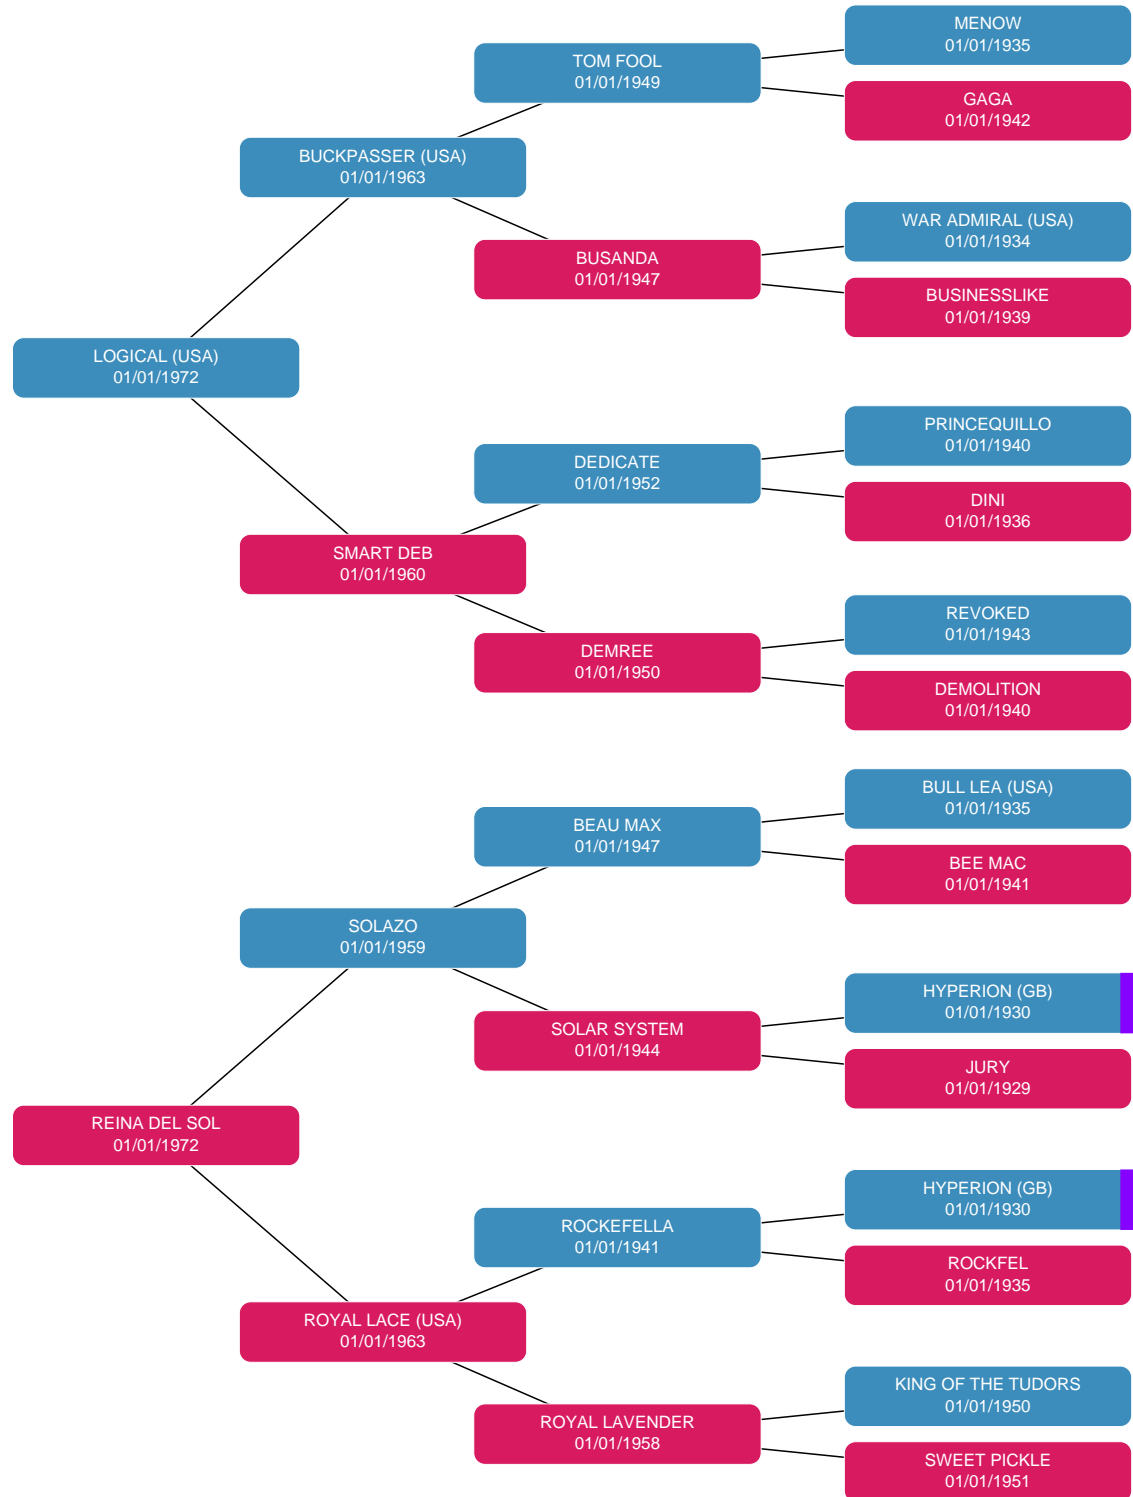 MENOW
01/01/1935
TOM FOOL
01/01/1949
GAGA
01/01/1942
BUCKPASSER (USA)
01/01/1963
WAR ADMIRAL (USA)
01/01/1934
BUSANDA
01/01/1947
BUSINESSLIKE
01/01/1939
LOGICAL (USA)
01/01/1972
PRINCEQUILLO
01/01/1940
DEDICATE
01/01/1952
DINI
01/01/1936
SMART DEB
01/01/1960
REVOKED
01/01/1943
DEMREE
01/01/1950
DEMOLITION
01/01/1940
BULL LEA (USA)
01/01/1935
BEAU MAX
01/01/1947
BEE MAC
01/01/1941
SOLAZO
01/01/1959
HYPERION (GB)
01/01/1930
SOLAR SYSTEM
01/01/1944
JURY
01/01/1929
REINA DEL SOL
01/01/1972
HYPERION (GB)
01/01/1930
ROCKEFELLA
01/01/1941
ROCKFEL
01/01/1935
ROYAL LACE (USA)
01/01/1963
KING OF THE TUDORS
01/01/1950
ROYAL LAVENDER
01/01/1958
SWEET PICKLE
01/01/1951